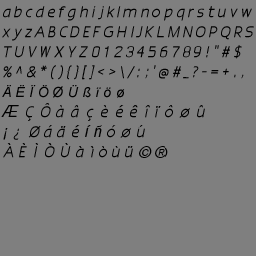 a b c d e f g h i j k l m n o p q r s t u v w
x y z A B C D E F G H I J K L M N O P Q R S
T U V W X Y Z 0 1 2 3 4 5 6 7 8 9 ! " # $
% ^ & * ( ) { } [ ] < > \ / ; : ' @ # _ ? - = + . ,
Ä Ë Ï Ö Ø Ü ß ï ö ø
Æ Ç Ô à â ç è é ê î ï ô ø û
¡ ¿ Ø á ä é í ñ ó ø ú
À È Ì Ò Ù à ì ò ù ü © ®